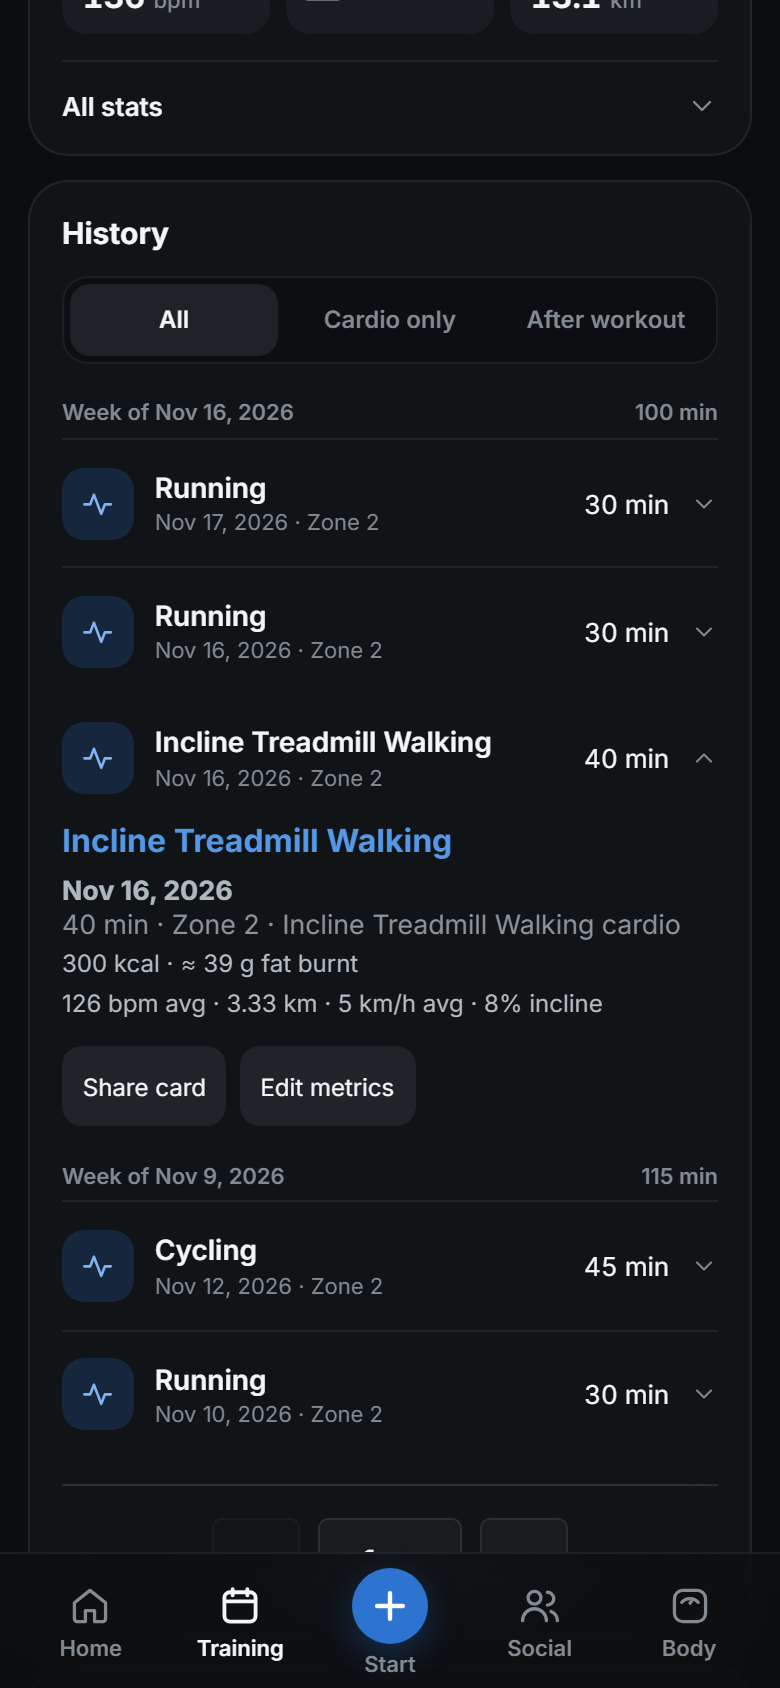 bpm
km
All stats
History
All
Cardio only
After workout
Week of Nov 16, 2026
100 min
Running
Nov 17, 2026 · Zone 2
30 min
Running
Nov 16, 2026 · Zone 2
30 min
Incline Treadmill Walking
Nov 16, 2026 · Zone 2
40 min
Incline Treadmill Walking
Nov 16, 2026
40 min · Zone 2 · Incline Treadmill Walking cardio
300 kcal · ≈ 39 g fat burnt
126 bpm avg · 3.33 km · 5 km/h avg · 8% incline
Share card
Edit metrics
Week of Nov 9, 2026
115 min
Cycling
Nov 12, 2026 · Zone 2
45 min
Running
Nov 10, 2026 · Zone 2
30 min
Home
Training
Start
Social
Body